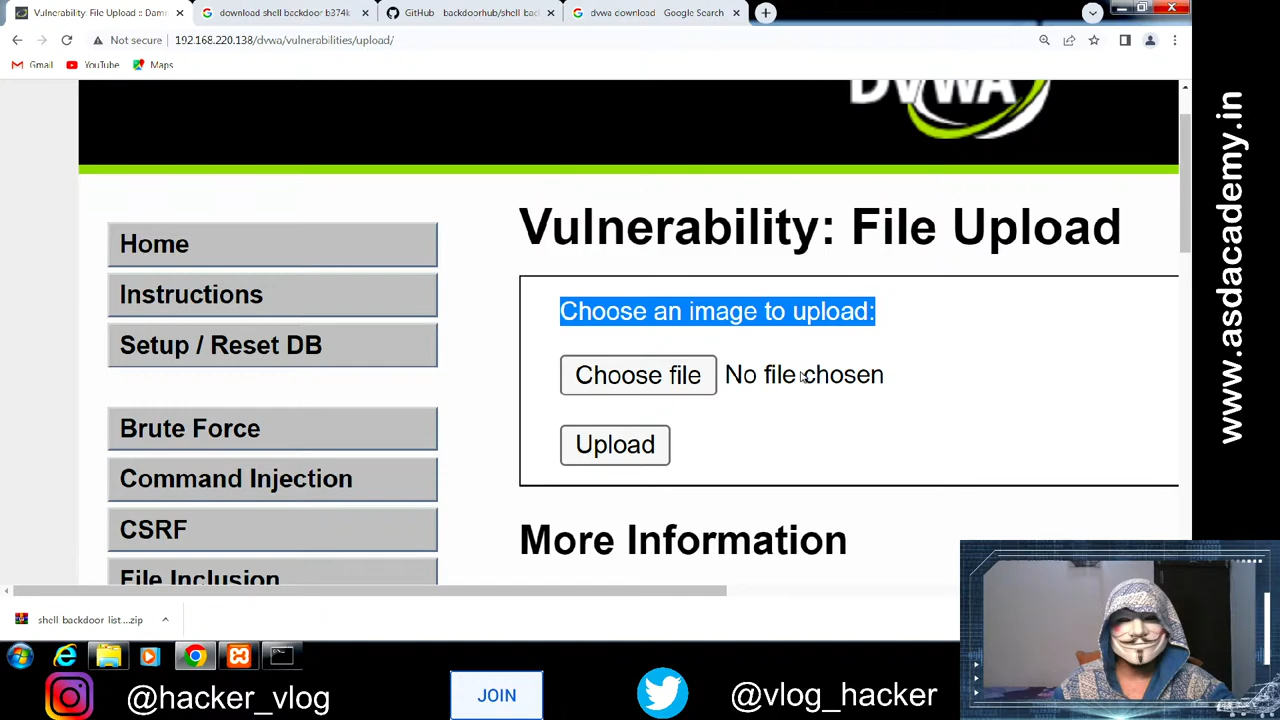 Vulnerability: File Upload :: Damn
download shell backdoor b374k
GitHub - backdoorhub/shell-bac
dvwa download - Google Search
Not secure
192.168.220.138/dvwa/vulnerabilities/upload/
Gmail
YouTube
Maps
DVWA
Home
Instructions
Setup / Reset DB
Brute Force
Command Injection
CSRF
File Inclusion
Vulnerability: File Upload
Choose an image to upload:
Choose file No file chosen
Upload
More Information
shell backdoor list....zip
@hacker_vlog
JOIN
@vlog_hacker
www.asdacademy.in